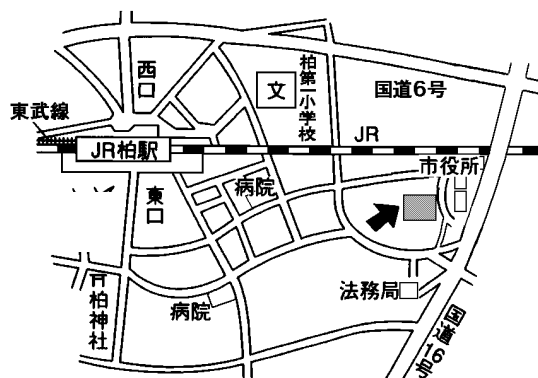 西口
文
柏第一小学校
国道6号
東武線
JR
JR柏駅
市役所
病院
東口
法務局
病院
柏神社
国道16号